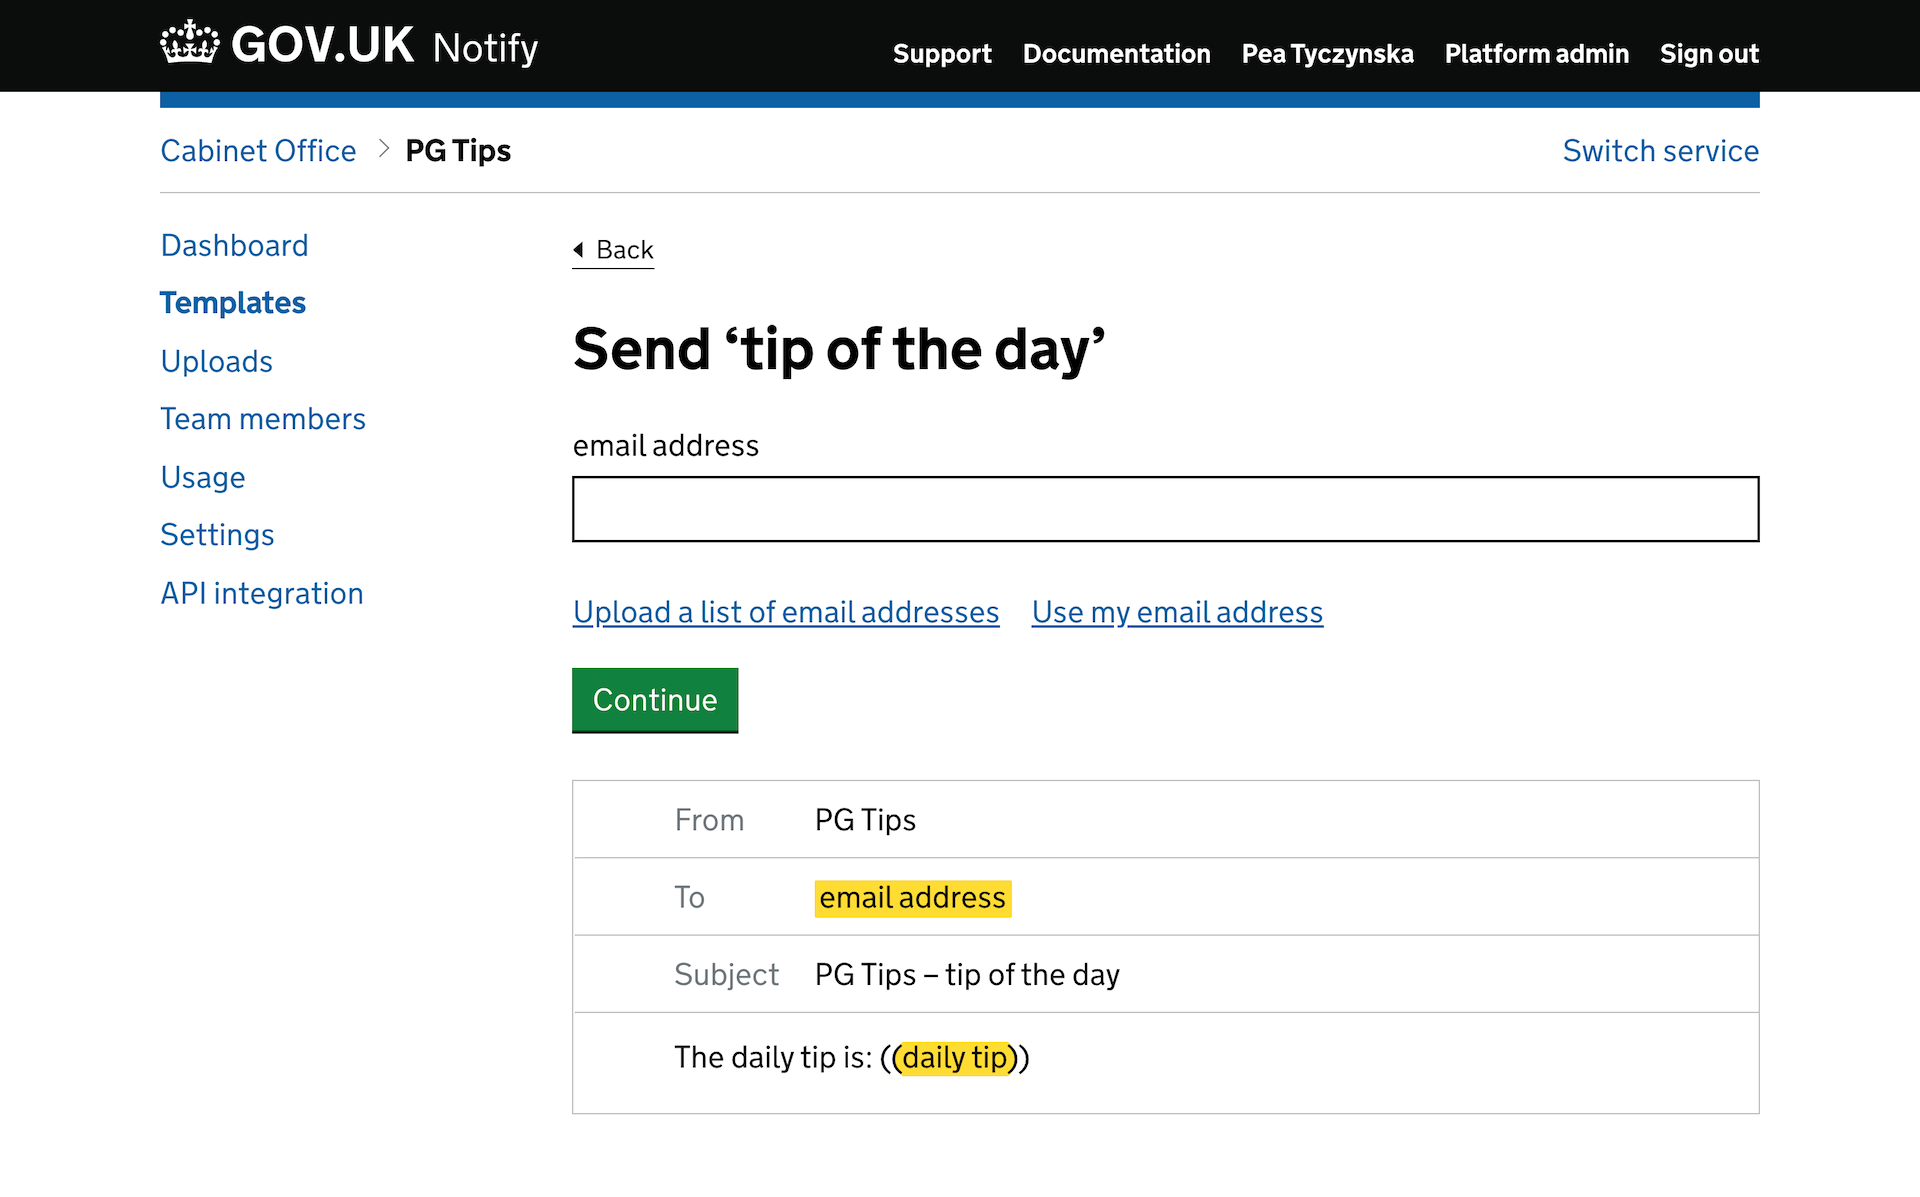 GOV.UK Notify
Support Documentation Pea Tyczynska Platform admin Sign out
Cabinet Office PG Tips Switch service
Dashboard
Templates
Uploads
Team members
Usage
Settings
API integration
Back
Send ‘tip of the day’
email address
Upload a list of email addresses Use my email address
Continue
From PG Tips
To email address
Subject PG Tips – tip of the day
The daily tip is: ((daily tip))